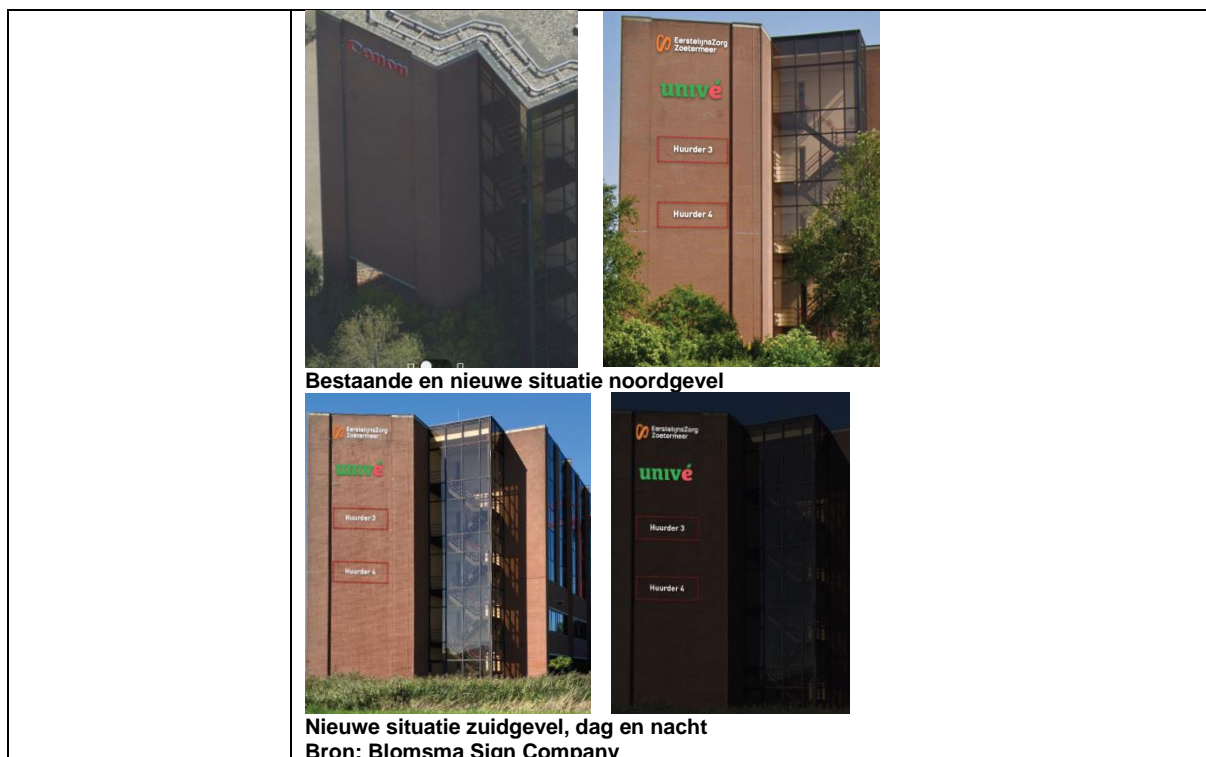 Canon
EerstelijnsZorg
Zoetermeer
univé
Huurder 3
Huurder 4
Bestaande en nieuwe situatie noordgevel
EerstelijnsZorg
Zoetermeer
univé
Huurder 3
Huurder 4
EerstelijnsZorg
Zoetermeer
univé
Huurder 3
Huurder 4
Nieuwe situatie zuidgevel, dag en nacht
Bron: Blomsma Sign Company